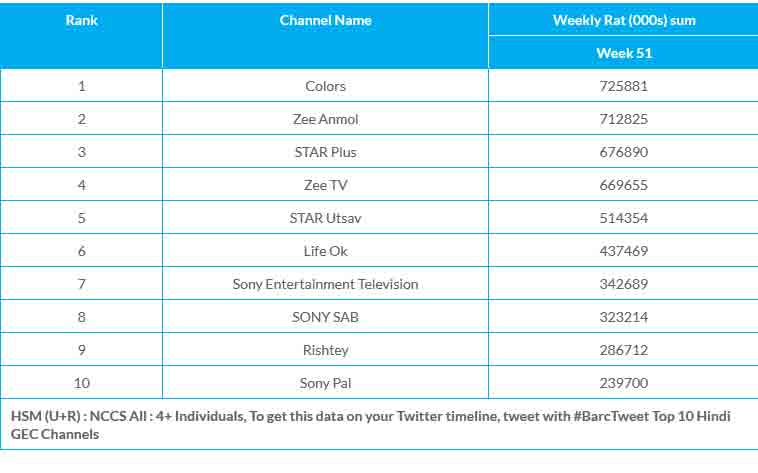 Rank Channel Name Weekly Rat (000s) sum
Week 51
1 Colors 725881
2 Zee Anmol 712825
3 STAR Plus 676890
4 Zee TV 669655
5 STAR Utsav 514354
6 Life Ok 437469
7 Sony Entertainment Television 342689
8 SONY SAB 323214
9 Rishtey 286712
10 Sony Pal 239700
HSM (U+R) : NCCS All : 4+ Individuals, To get this data on your Twitter timeline, tweet with #BarcTweet Top 10 Hindi
GEC Channels